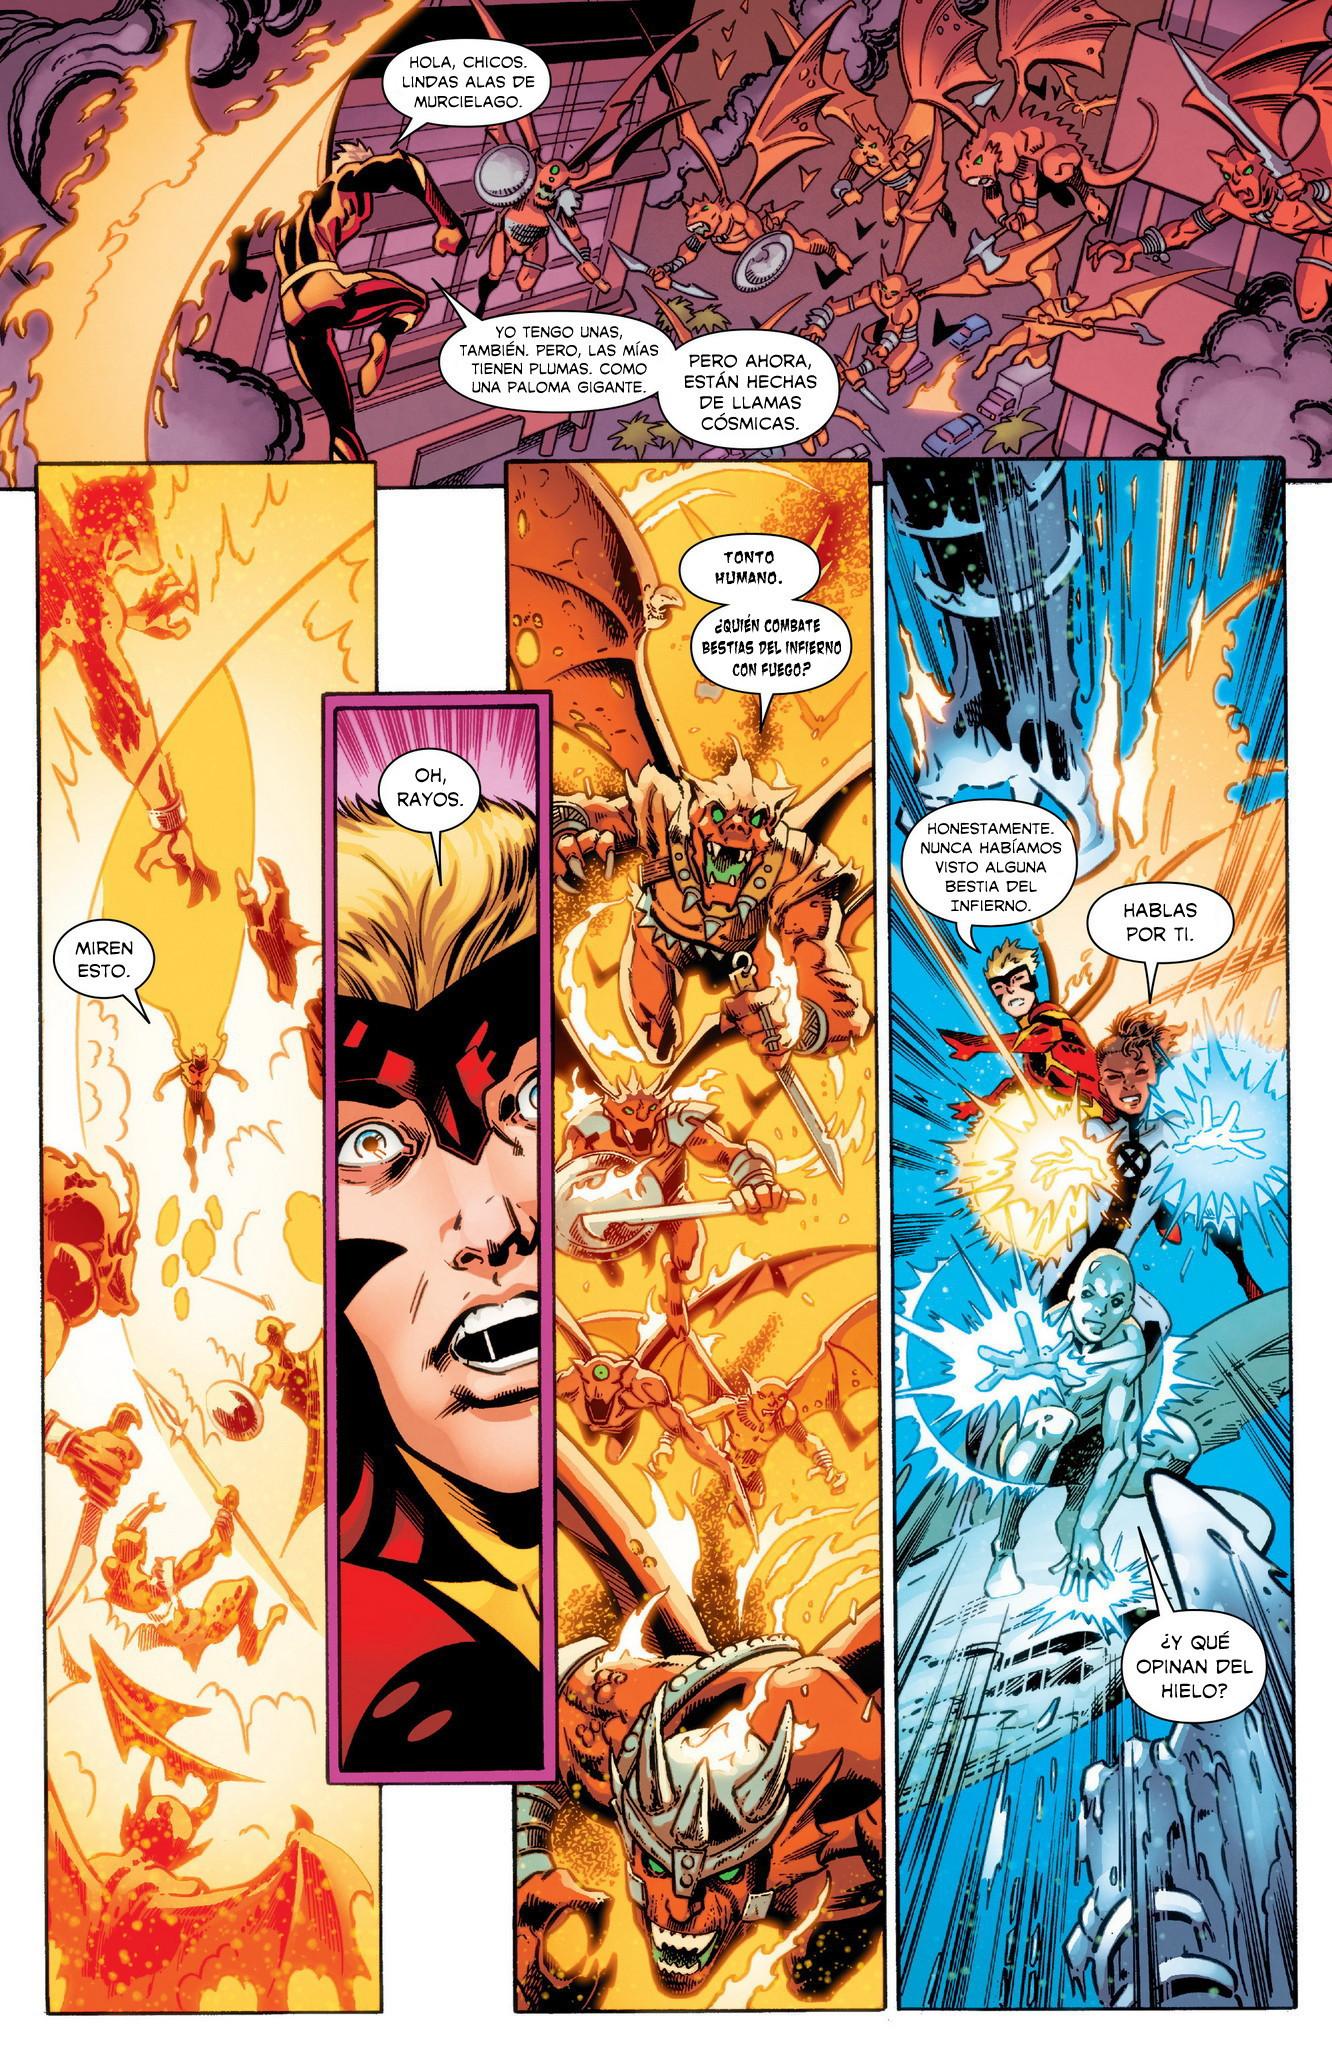 HOLA, CHICOS.
LINDAS ALAS DE
MURCIELAGO.
YO TENGO UNAS,
TAMBIÉN. PERO, LAS MÍAS
TIENEN PLUMAS. COMO
UNA PALOMA GIGANTE.
PERO AHORA,
ESTÁN HECHAS
DE LLAMAS
CÓSMICAS.
MIREN
ESTO.
OH,
RAYOS.
TONTO
HUMANO.
¿QUIÉN COMBATE
BESTIAS DEL INFIERNO
CON FUEGO?
HONESTAMENTE.
NUNCA HABÍAMOS
VISTO ALGUNA
BESTIA DEL
INFIERNO.
HABLAS
POR TI.
¿Y QUÉ
OPINAN DEL
HIELO?